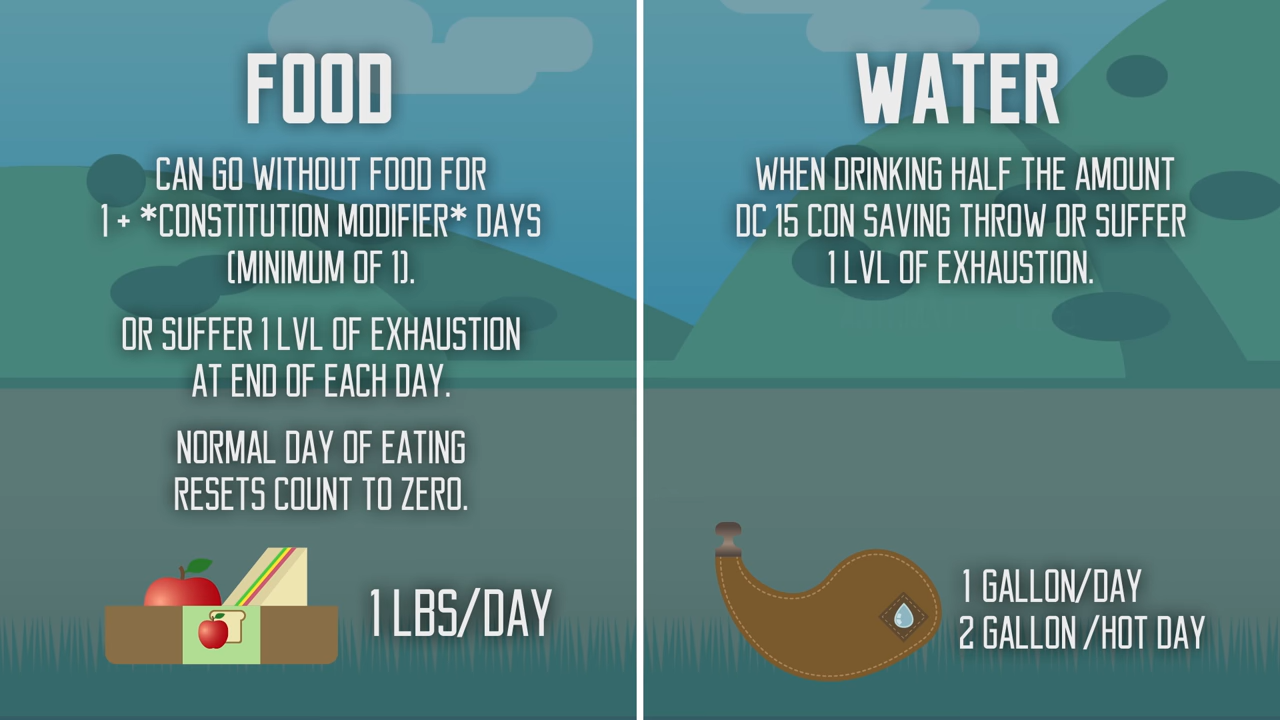 FOOD
CAN GO WITHOUT FOOD FOR
1 + *CONSTITUTION MODIFIER* DAYS
(MINIMUM OF 1).
OR SUFFER 1 LVL OF EXHAUSTION
AT END OF EACH DAY.
NORMAL DAY OF EATING
RESETS COUNT TO ZERO.
1 LBS/DAY
WATER
WHEN DRINKING HALF THE AMOUNT
DC 15 CON SAVING THROW OR SUFFER
1 LVL OF EXHAUSTION.
1 GALLON/DAY
2 GALLON /HOT DAY